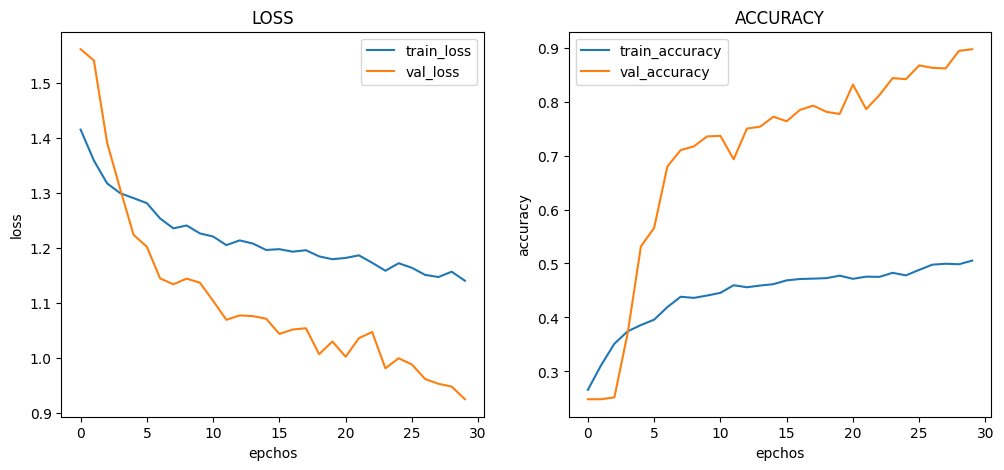 LOSS
train_loss
val_loss
1.5
1.4
1.3
1.2
1.1
1.0
0.9
loss
0
5
10
15
20
25
30
epchos
ACCURACY
train_accuracy
val_accuracy
0.9
0.8
0.7
0.6
0.5
0.4
0.3
accuracy
0
5
10
15
20
25
30
epchos